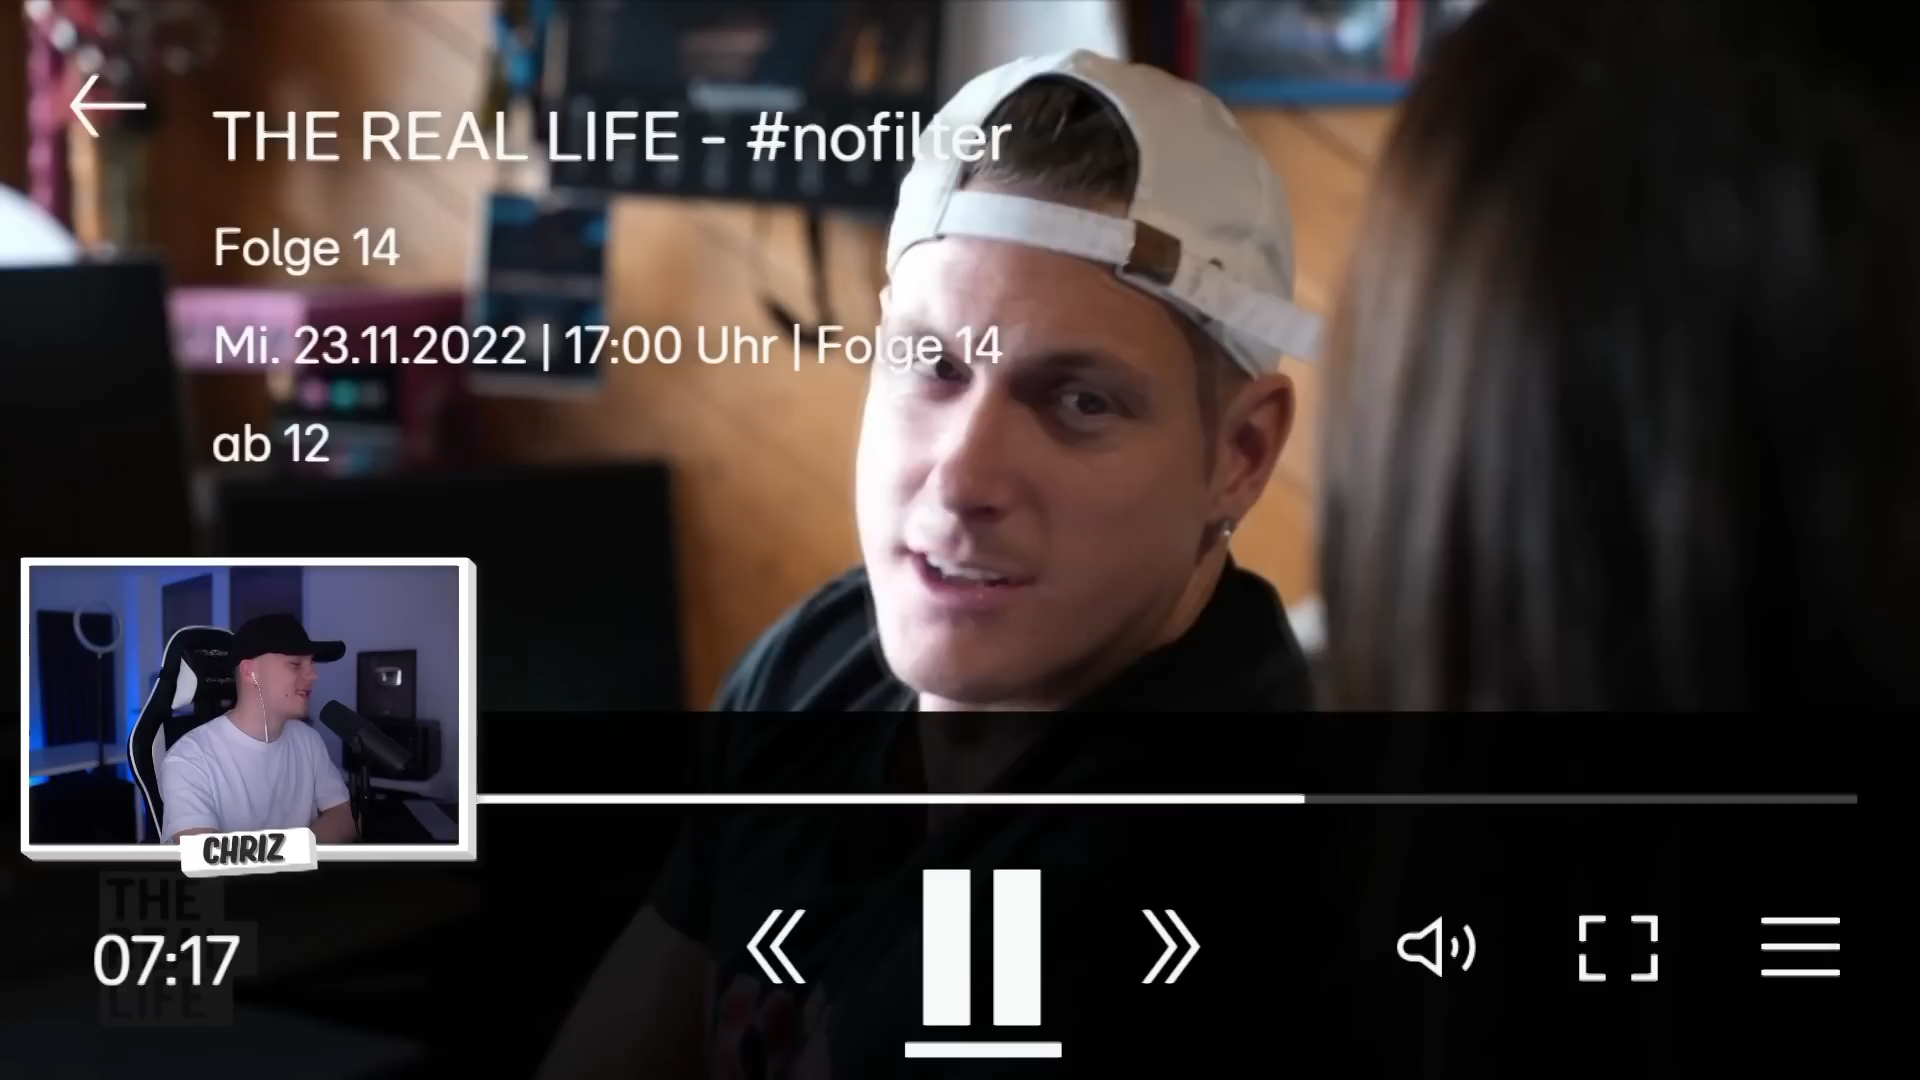 THE REAL LIFE - #nofilter
Folge 14
Mi. 23.11.2022 | 17:00 Uhr | Folge 14
ab 12
CHRIZ
THE
REAL
LIFE
07:17